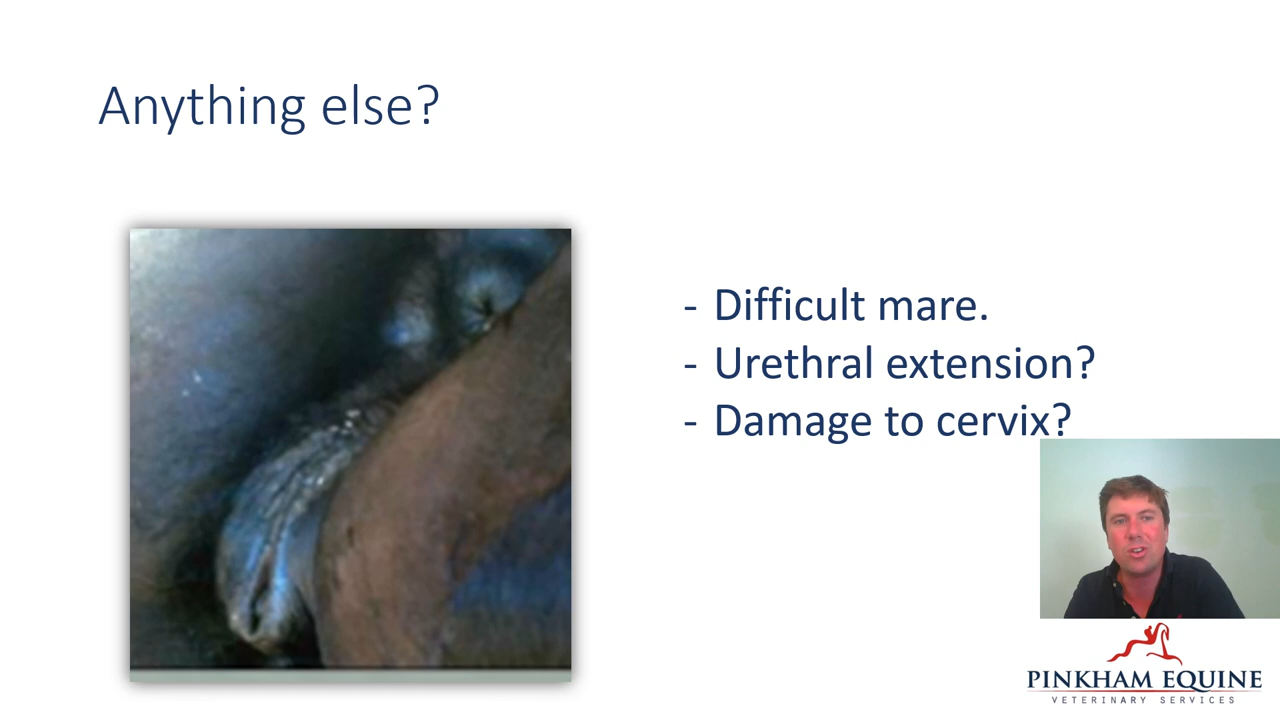 Anything else?
- Difficult mare.
- Urethral extension?
- Damage to cervix?
PINKHAM EQUINE
VETERINARY SERVICES